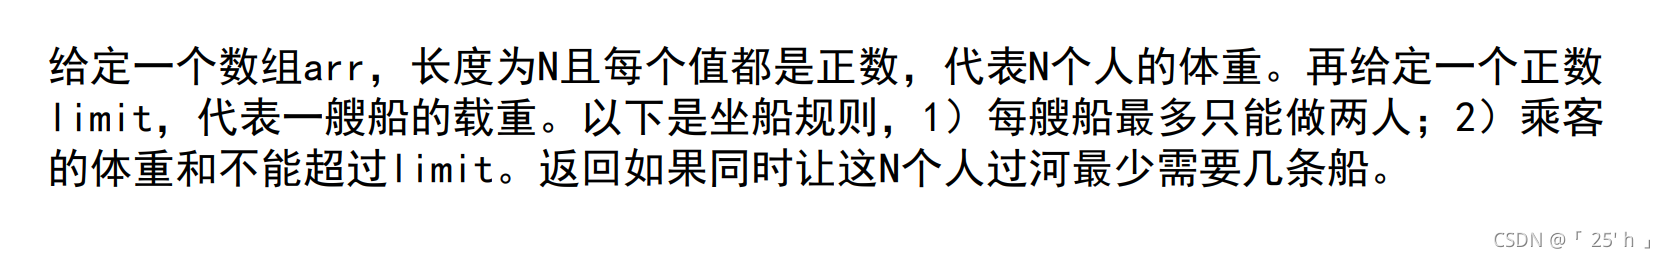 给定一个数组arr，长度为N且每个值都是正数，代表N个人的体重。再给定一个正数
limit，代表一艘船的载重。以下是坐船规则，1）每艘船最多只能做两人；2）乘客
的体重和不能超过limit。返回如果同时让这N个人过河最少需要几条船。
CSDN @「 25' h 」